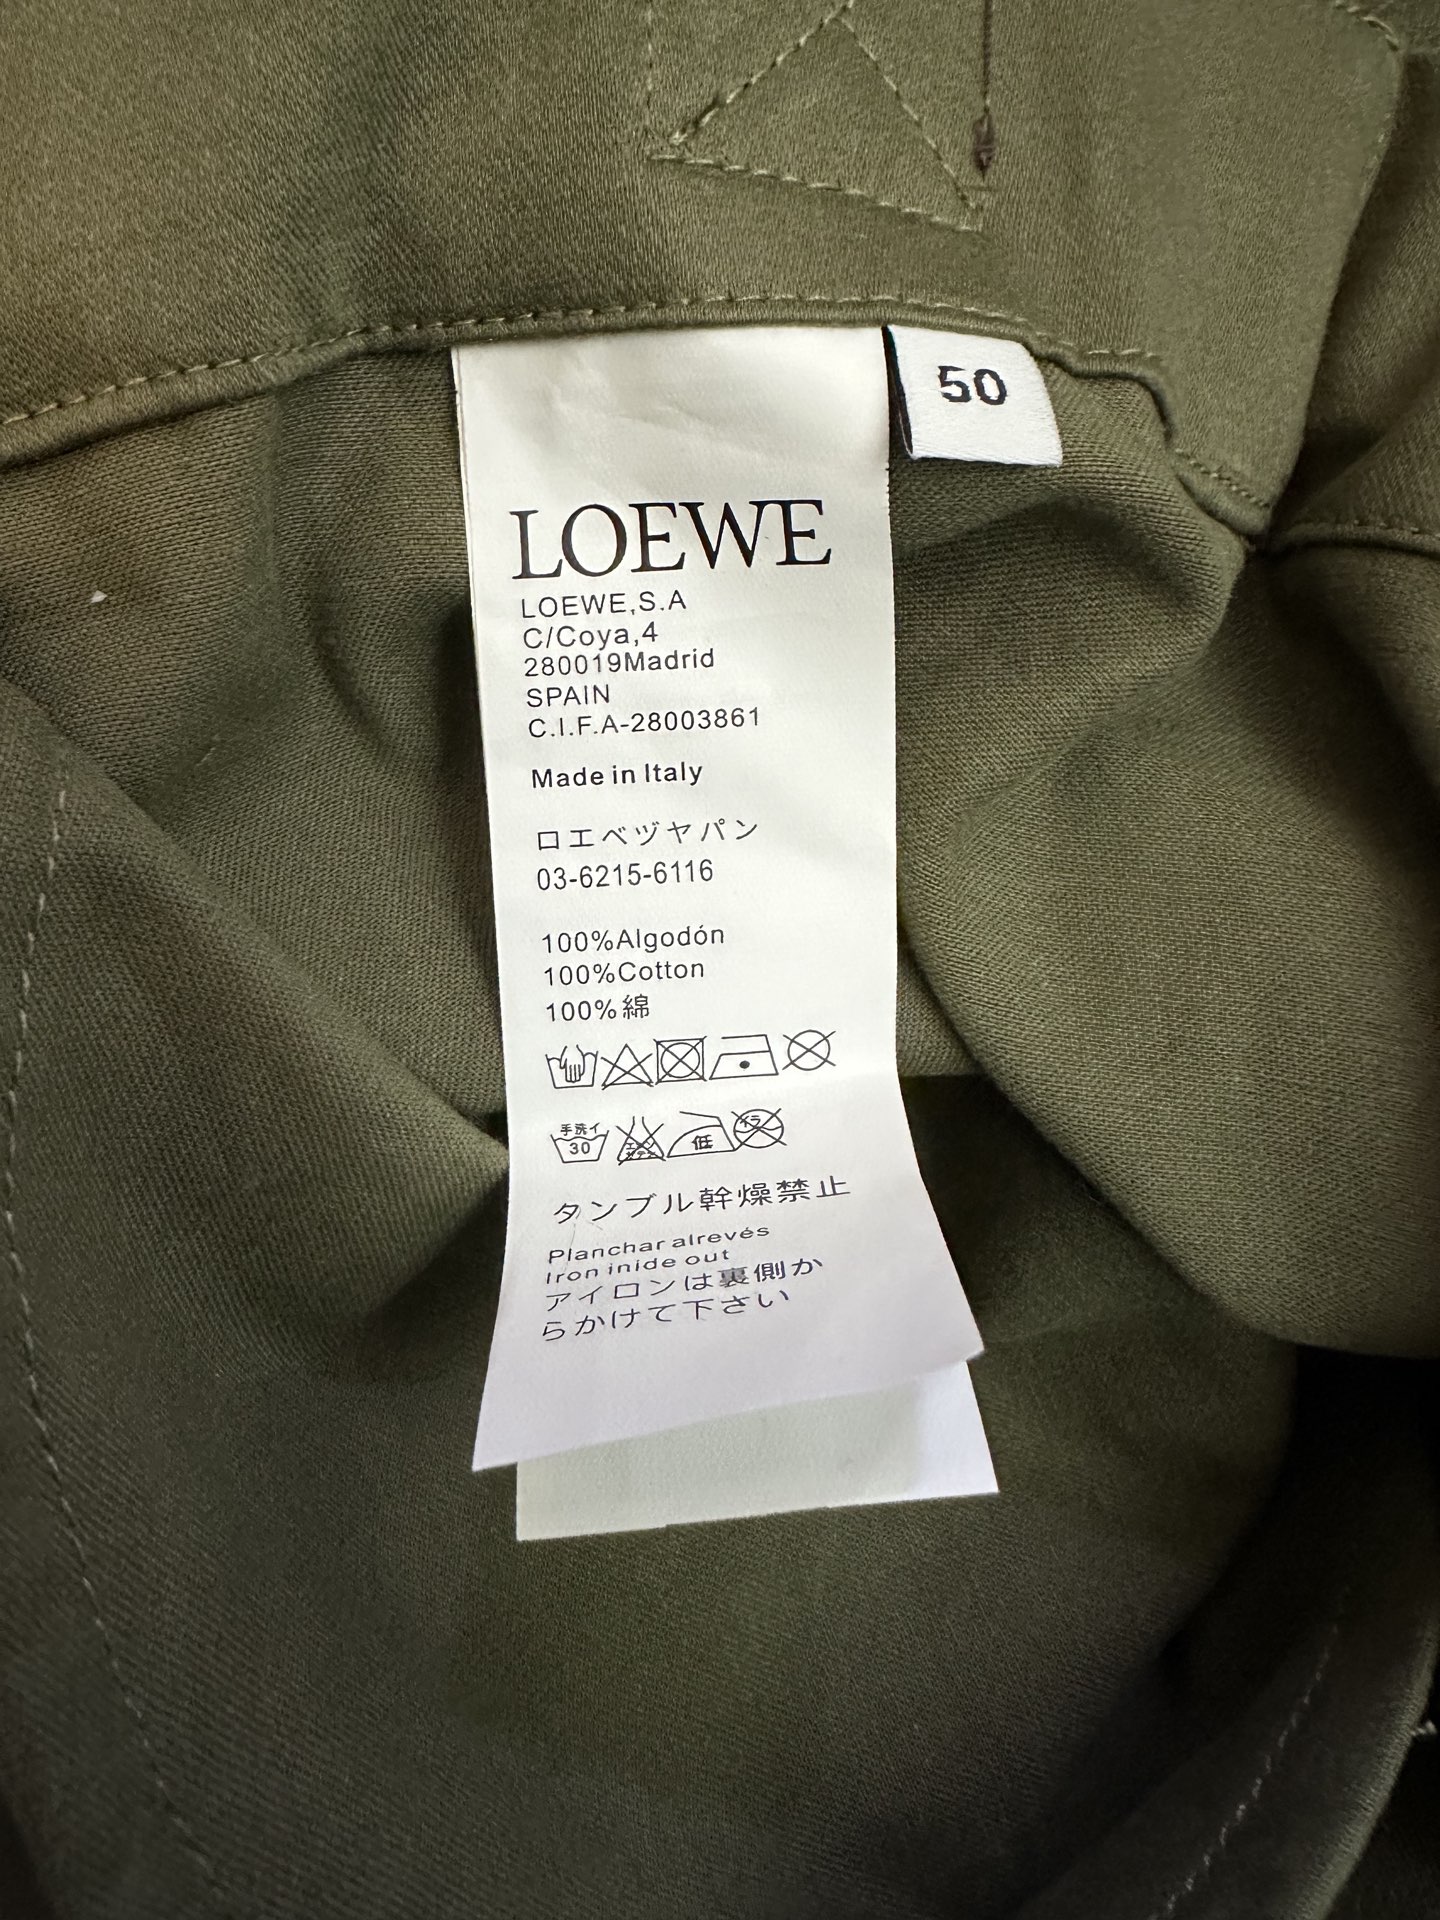 50
LOEWE
LOEWE,S.A
C/Coya,4
280019Madrid
SPAIN
C.I.F.A-28003861
Made in Italy
ロエベヅヤパン
03-6215-6116
100%Algodón
100%Cotton
100%綿
手洗イ
30
低
タンブル幹燥禁止
Planchar alrevés
Iron inide out
アイロンは裏側か
らかけて下さい